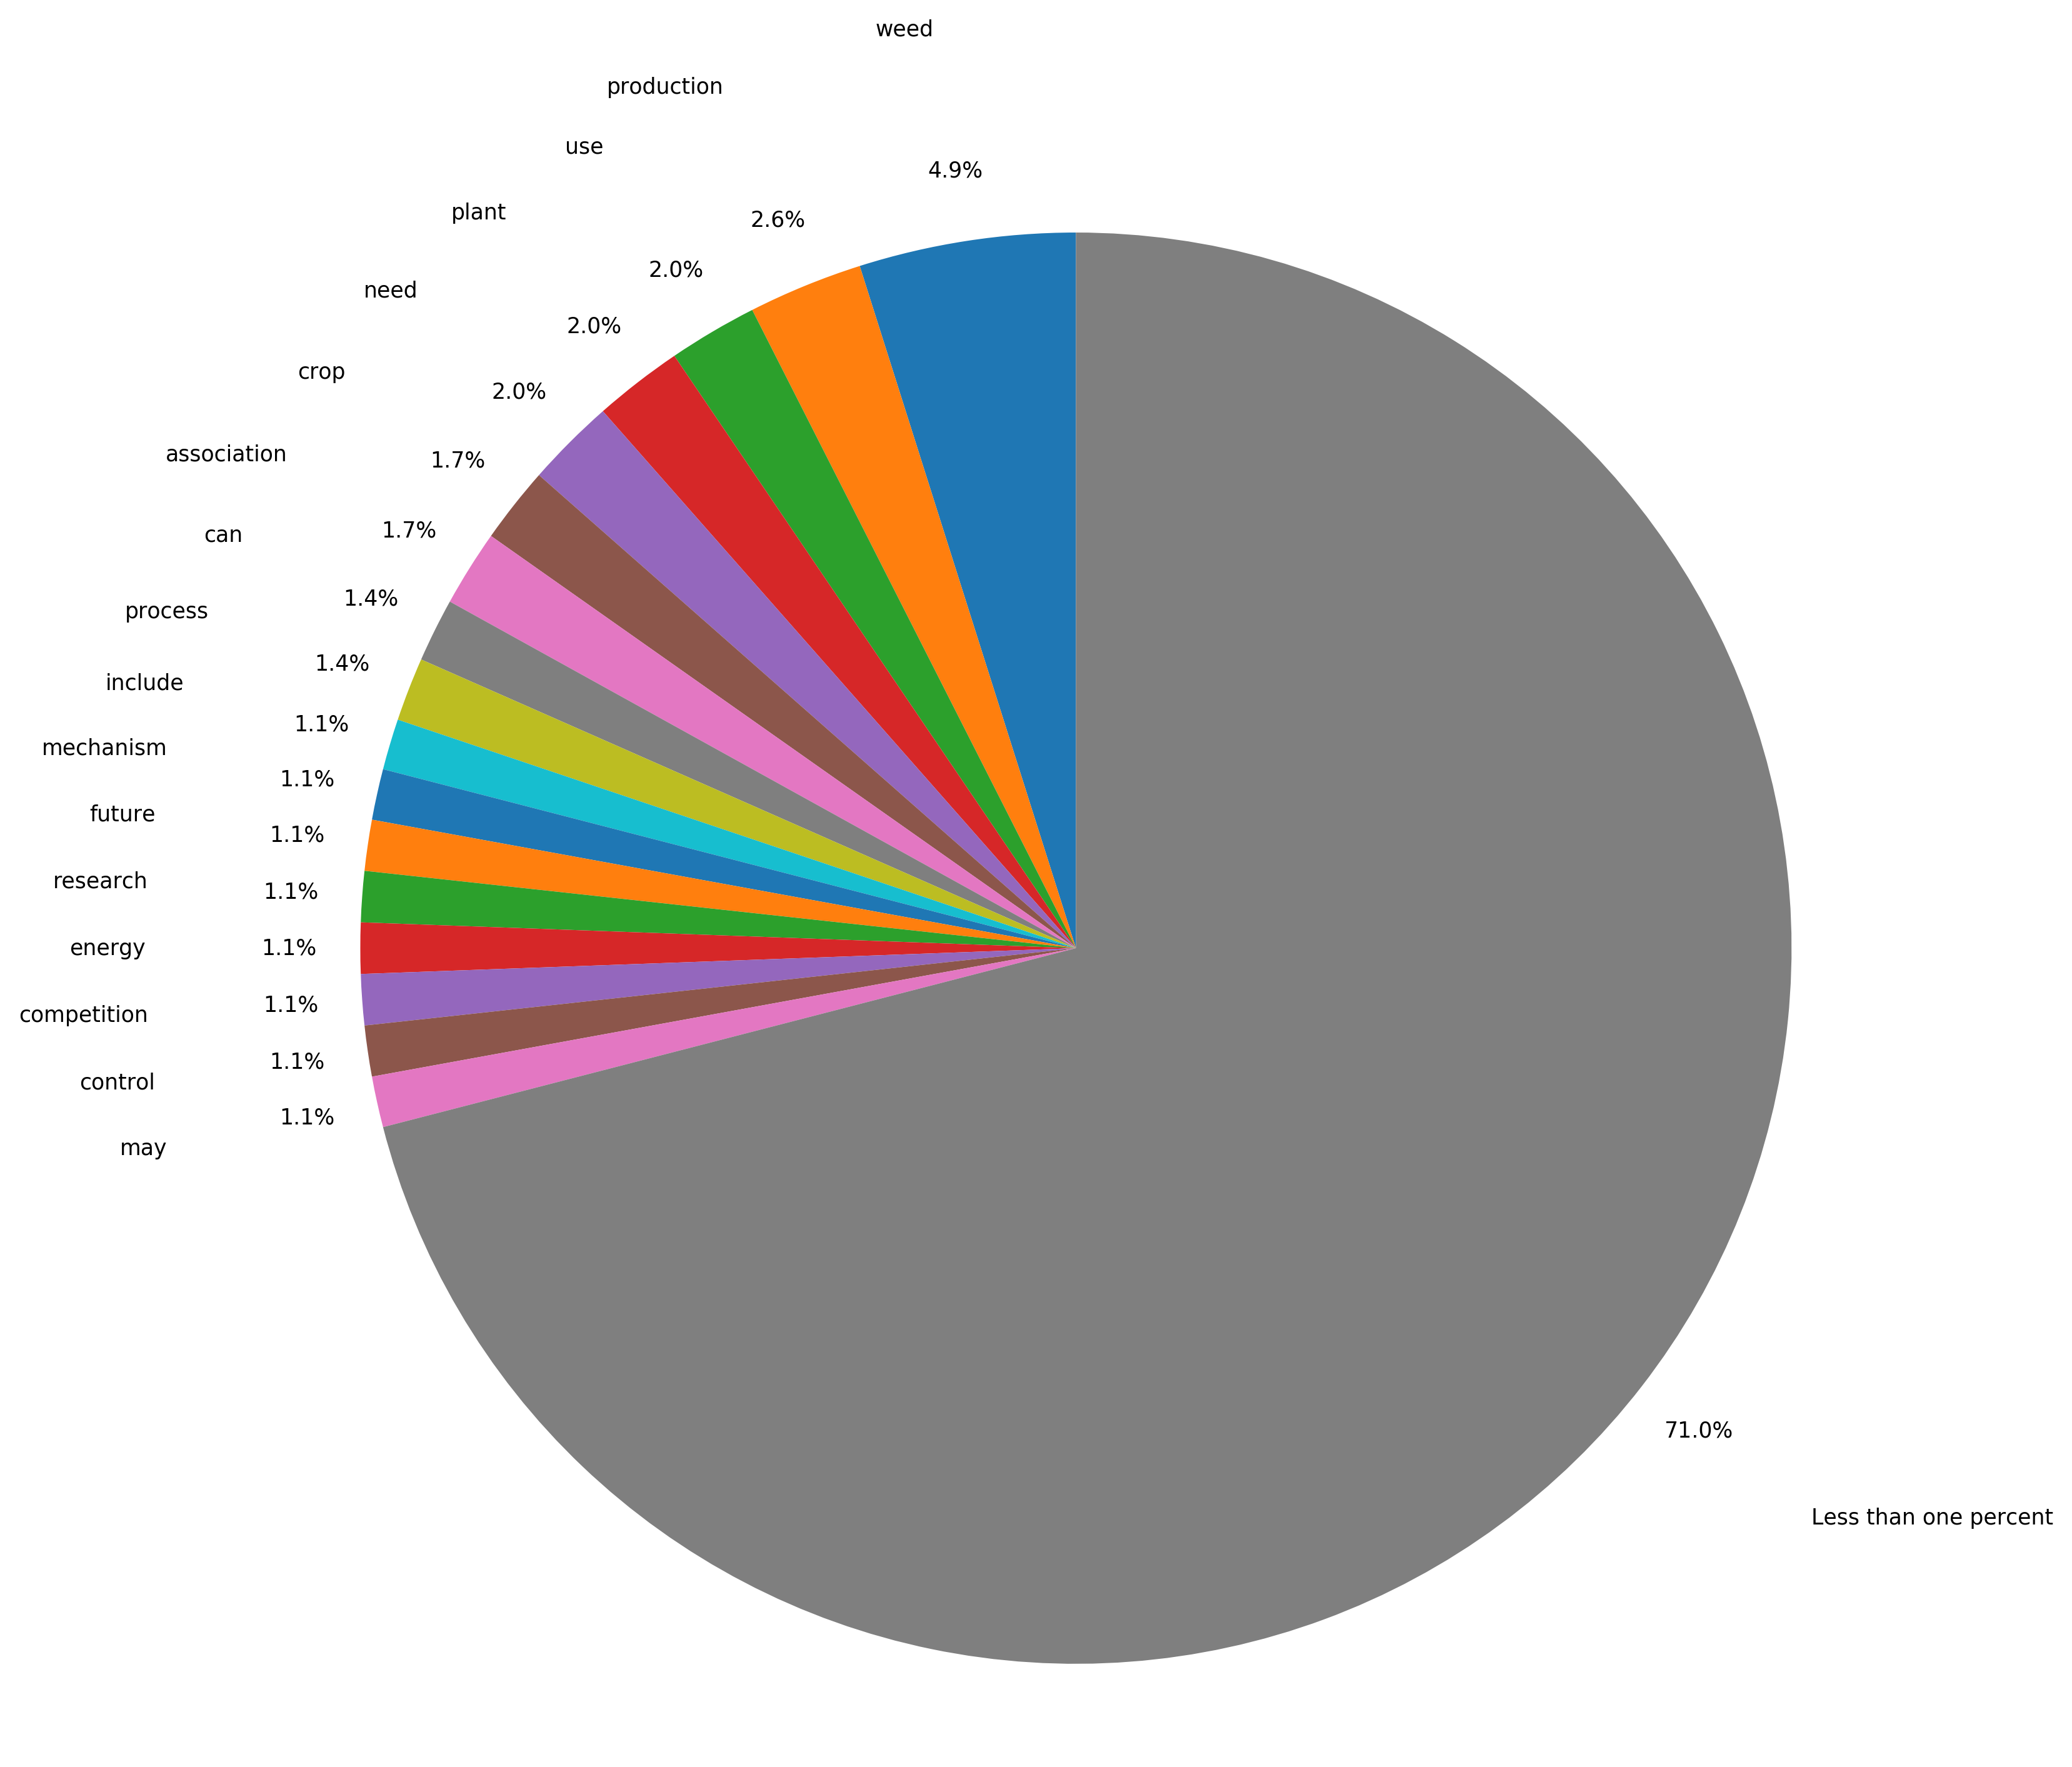 weed
production
use
4.9%
plant
2.6%
2.0%
need
2.0%
crop
2.0%
association
1.7%
can
1.7%
process
1.4%
include
1.4%
mechanism
1.1%
future
1.1%
research
1.1%
energy
1.1%
competition
1.1%
control
1.1%
may
1.1%
1.1%
71.0%
Less than one percent